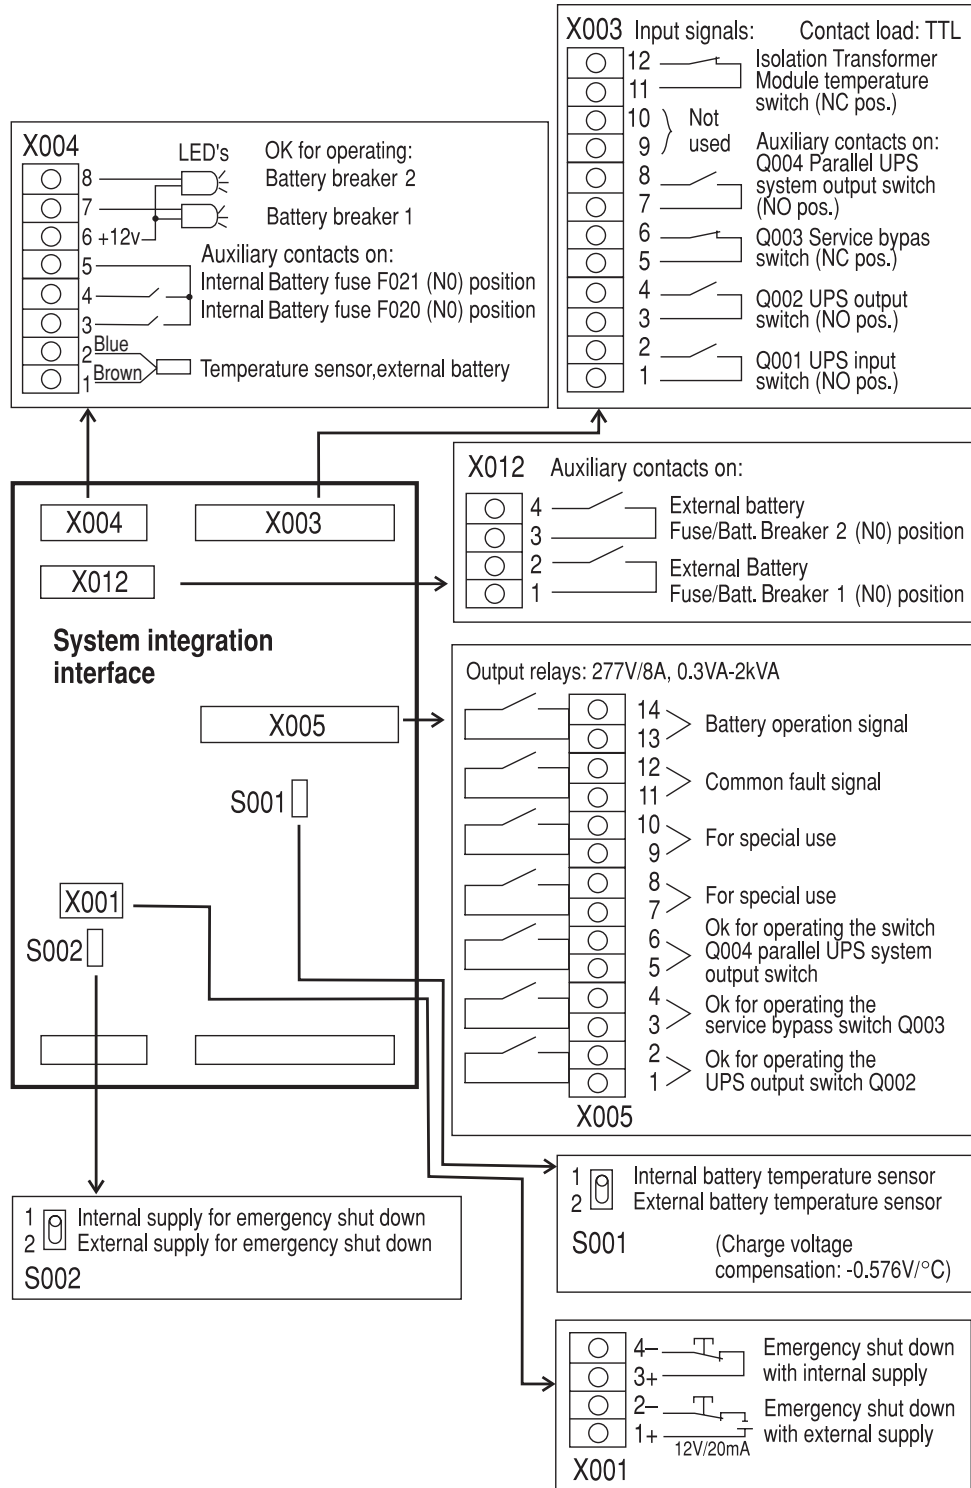 X003 Input signals: Contact load: TTL
12 Isolation Transformer
11 Module temperature
switch (NC pos.)
10 Not
9 used
Auxiliary contacts on:
8 Q004 Parallel UPS
7 system output switch
(NO pos.)
6 Q003 Service bypas
5 switch (NC pos.)
4 Q002 UPS output
3 switch (NO pos.)
2 Q001 UPS input
1 switch (NO pos.)
X004
LED's OK for operating:
8 Battery breaker 2
7 Battery breaker 1
6 +12v
Auxiliary contacts on:
5
4 Internal Battery fuse F021 (N0) position
3 Internal Battery fuse F020 (N0) position
2 Blue
1 Brown Temperature sensor,external battery
X012 Auxiliary contacts on:
4 External battery
3 Fuse/Batt. Breaker 2 (N0) position
2 External Battery
1 Fuse/Batt. Breaker 1 (N0) position
X004 X003
X012
System integration
interface
X005
S001
X001
S002
Output relays: 277V/8A, 0.3VA-2kVA
14
13 Battery operation signal
12
11 Common fault signal
10
9 For special use
8
7 For special use
6 Ok for operating the switch
5 Q004 parallel UPS system
output switch
4 Ok for operating the
3 service bypass switch Q003
2 Ok for operating the
1 UPS output switch Q002
X005
1 Internal supply for emergency shut down
2 External supply for emergency shut down
S002
1 Internal battery temperature sensor
2 External battery temperature sensor
S001 (Charge voltage
compensation: -0.576V/°C)
4– Emergency shut down
3+ with internal supply
2– Emergency shut down
1+ with external supply
12V/20mA
X001